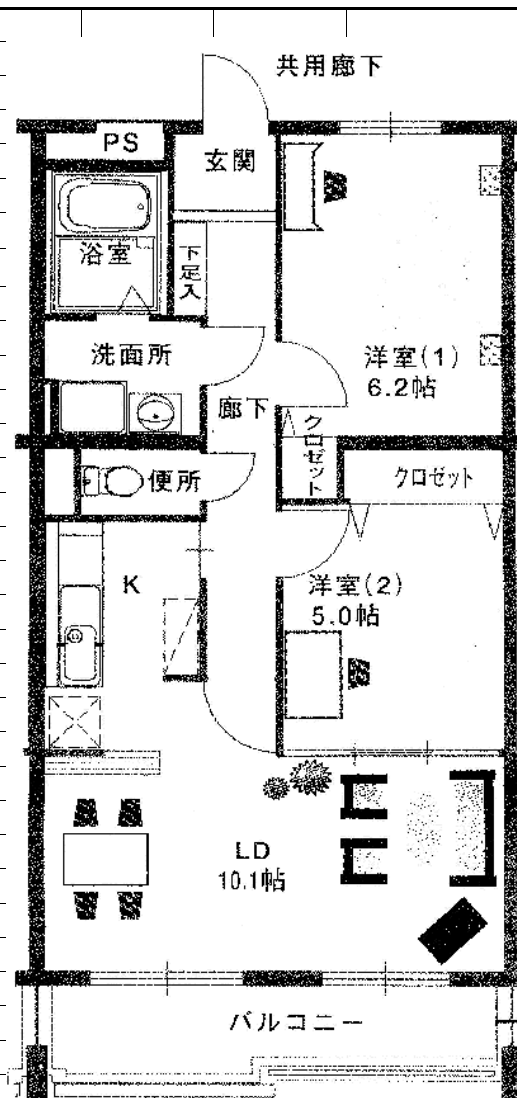 共用廊下
PS
玄関
浴室
下足入
洗面所
洋室(1)
6.2帖
廊下
クロゼット
クロゼット
便所
K
洋室(2)
5.0帖
LD
10.1帖
バルコニー